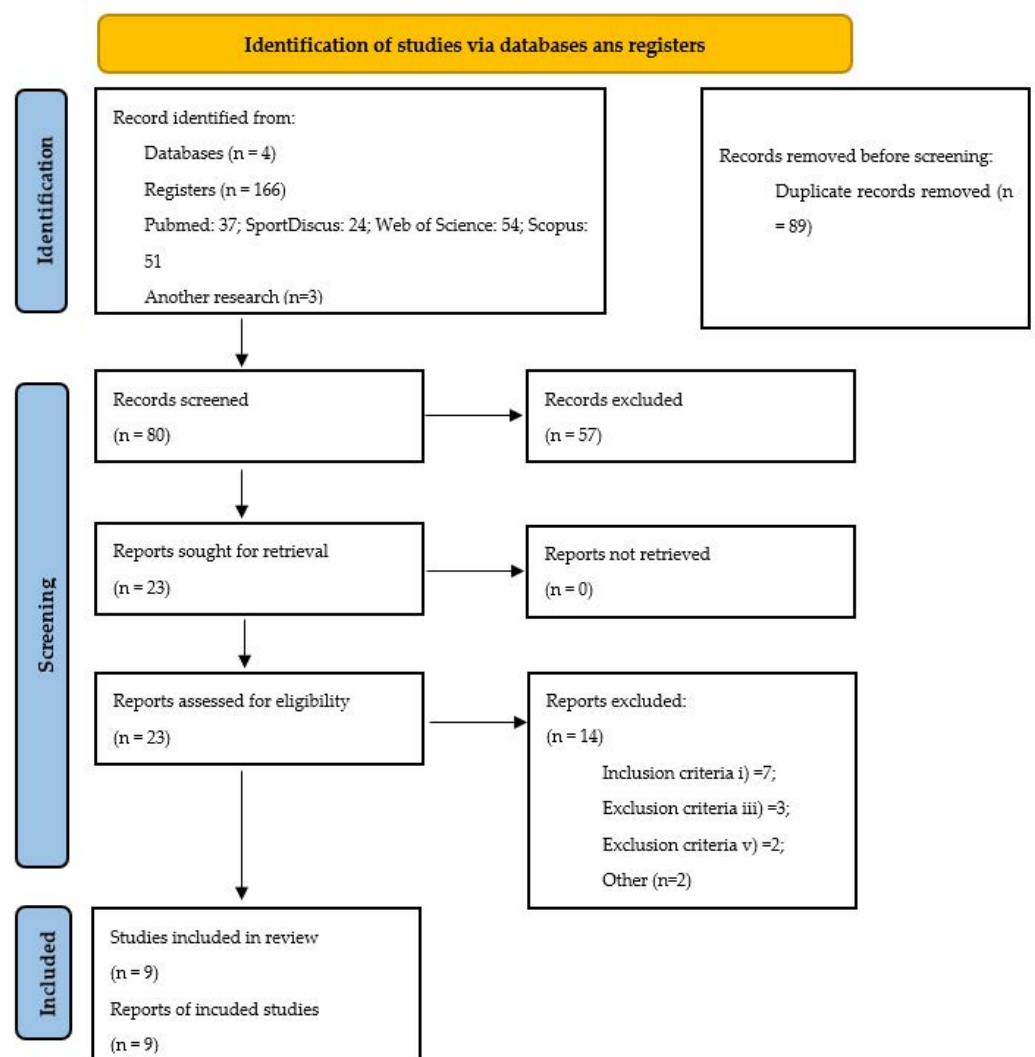 Identification of studies via databases ans registers
Identification
Record identified from:
Databases (n = 4)
Registers (n = 166)
Pubmed: 37; SportDiscus: 24; Web of Science: 54; Scopus:
51
Another research (n=3)
Records removed before screening:
Duplicate records removed (n
= 89)
Screening
Records screened
(n = 80)
Records excluded
(n = 57)
Reports sought for retrieval
(n = 23)
Reports not retrieved
(n = 0)
Reports assessed for eligibility
(n = 23)
Reports excluded:
(n = 14)
Inclusion criteria i) =7;
Exclusion criteria iii) =3;
Exclusion criteria v) =2;
Other (n=2)
Included
Studies included in review
(n = 9)
Reports of incuded studies
(n = 9)